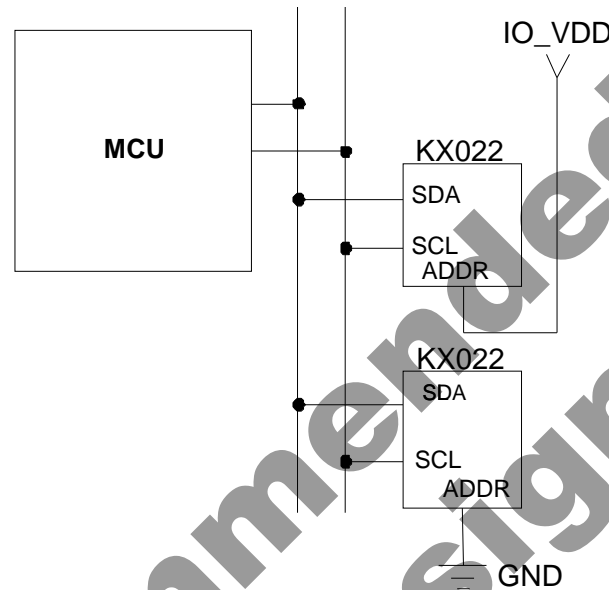 IO_VDD
MCU
KX022
SDA
SCL
ADDR
KX022
SDA
SCL
ADDR
GND